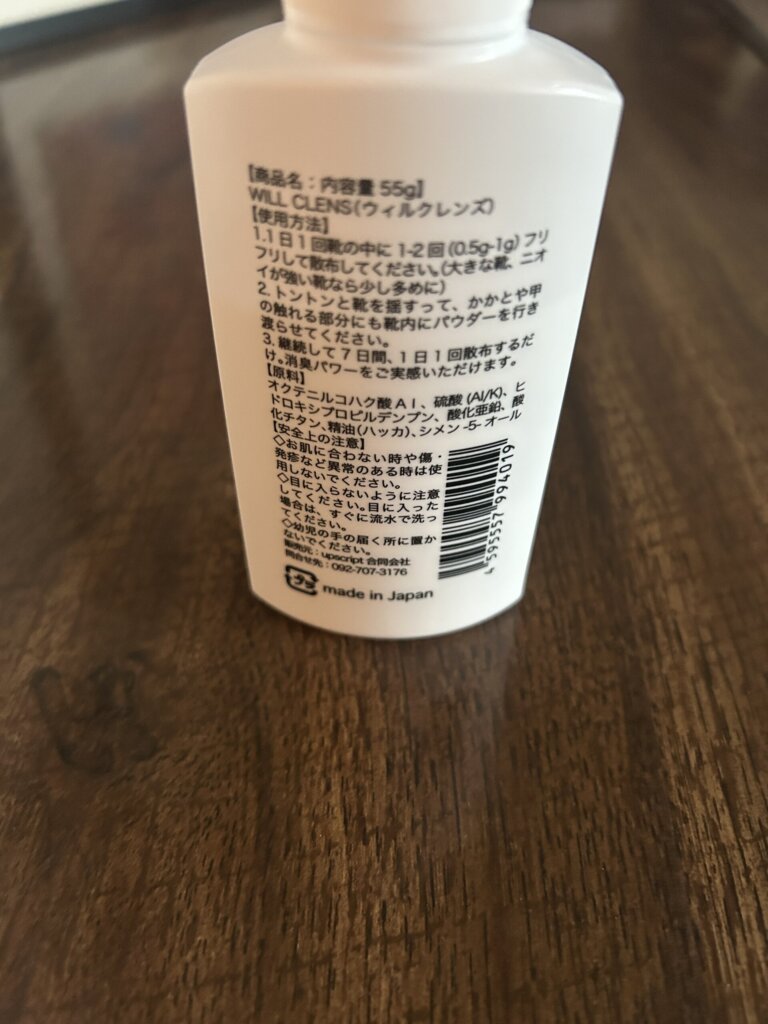 【商品名：内容量 55g】
WILL CLENS（ウィルクレンズ）
【使用方法】
1.1日1回靴の中に 1-2回 (0.5g-1g) フリ
フリして散布してください。（大きな靴、ニオ
イが強い靴なら少し多めに）
2.トントンと靴を揺すって、かかとや甲
の触れる部分にも靴内にパウダーを行き
渡らせてください。
3.継続して7日間、1日1回散布するだ
け。消臭パワーをご実感いただけます。
【原料】
オクテニルコハク酸AI、硫酸 (AI/K)、ヒ
ドロキシプロピルデンプン、酸化亜鉛、酸
化チタン、精油（ハッカ）、シメン -5- オール
【安全上の注意】
◇お肌に合わない時や傷・
発疹など異常のある時は使
用しないでください。
◇目に入らないように注意
してください。目に入った
場合は、すぐに流水で洗っ
てください。
◇幼児の手の届く所に置か
ないでください。
販売元：upscript 合同会社
問合せ先：092-707-3176
プラ made in Japan
4 595557 994019